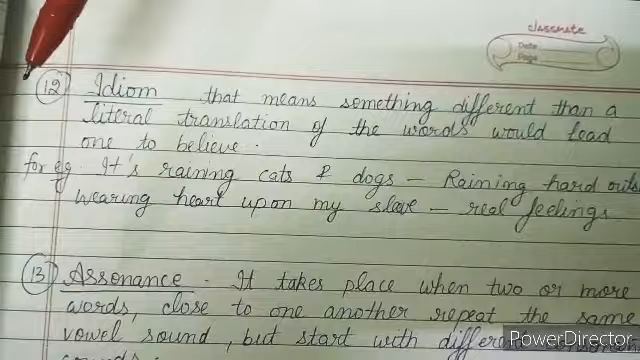 classmate
Date
Page
(12) Idiom that means something different than a
literal translation of the words would lead
one to believe.
for eg. It's raining cats & dogs – Raining hard outs
Wearing heart upon my slave – real feelings
(13) Assonance - It takes place when two or more
words, close to one another repeat the same
vowel sound, but start with different
sounds.
PowerDirector